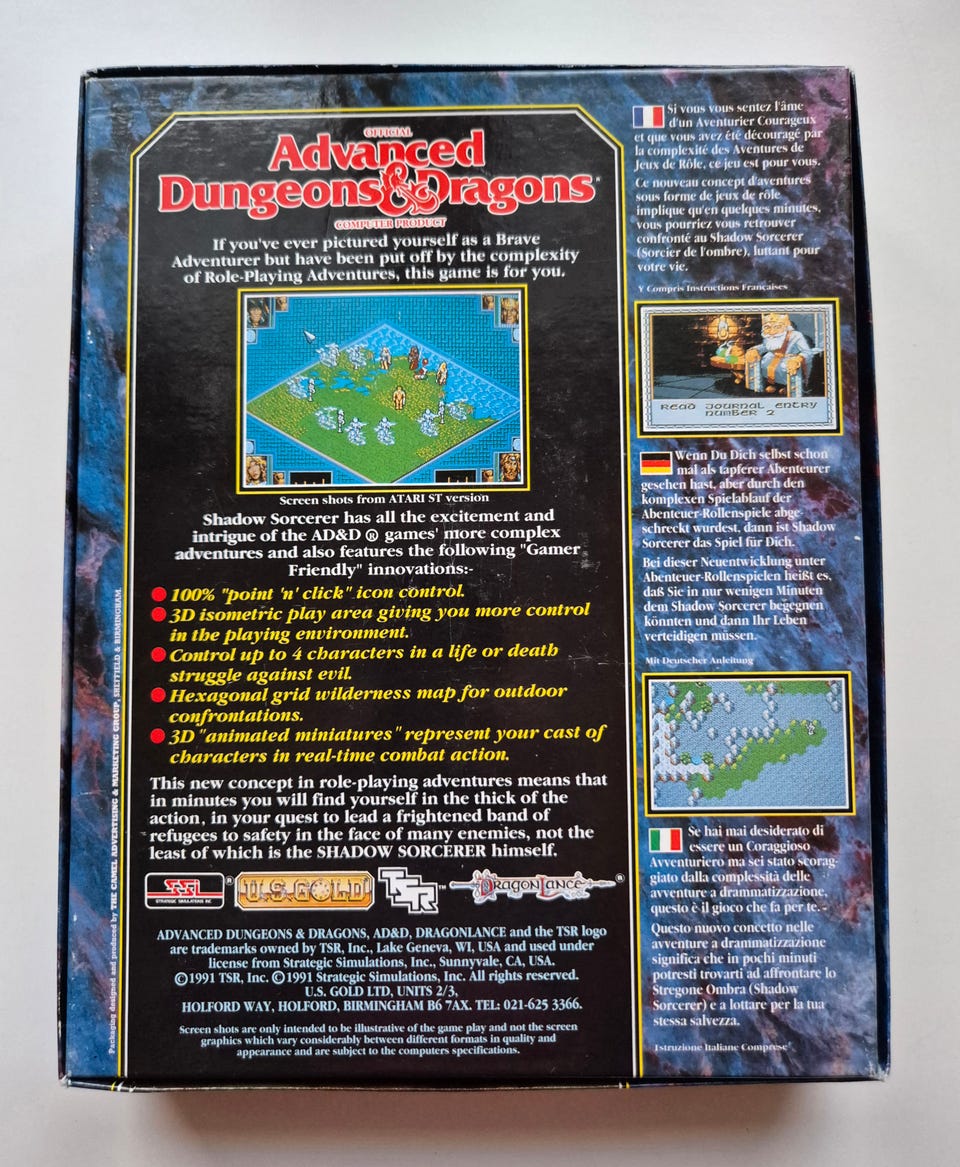 OFFICIAL
Advanced
Dungeons & Dragons
COMPUTER PRODUCT
If you've ever pictured yourself as a Brave
Adventurer but have been put off by the complexity
of Role-Playing Adventures, this game is for you.
Screen shots from ATARI ST version
Shadow Sorcerer has all the excitement and
intrigue of the AD&D ® games' more complex
adventures and also features the following "Gamer
Friendly" innovations:-
100% "point 'n' click" icon control.
3D isometric play area giving you more control
in the playing environment.
Control up to 4 characters in a life or death
struggle against evil.
Hexagonal grid wilderness map for outdoor
confrontations.
3D "animated miniatures" represent your cast of
characters in real-time combat action.
This new concept in role-playing adventures means that
in minutes you will find yourself in the thick of the
action, in your quest to lead a frightened band of
refugees to safety in the face of many enemies, not the
least of which is the SHADOW SORCERER himself.
SSI ®
STRATEGIC SIMULATIONS INC
U.S. GOLD
TSR ™
DRAGONLANCE ®
ADVANCED DUNGEONS & DRAGONS, AD&D, DRAGONLANCE and the TSR logo
are trademarks owned by TSR, Inc., Lake Geneva, WI, USA and used under
license from Strategic Simulations, Inc., Sunnyvale, CA, USA.
©1991 TSR, Inc. ©1991 Strategic Simulations, Inc. All rights reserved.
U.S. GOLD LTD, UNITS 2/3,
HOLFORD WAY, HOLFORD, BIRMINGHAM B6 7AX. TEL: 021-625 3366.
Screen shots are only intended to be illustrative of the game play and not the screen
graphics which vary considerably between different formats in quality and
appearance and are subject to the computers specifications.
Packaging designed and produced by THE CAMEL ADVERTISING & MARKETING GROUP, SHEFFIELD & BIRMINGHAM.
Si vous vous sentez l'âme
d'un Aventurier Courageux
et que vous avez été découragé par
la complexité des Aventures de
Jeux de Rôle, ce jeu est pour vous.
Ce nouveau concept d'aventures
sous forme de jeux de rôle
implique qu'en quelques minutes,
vous pourriez vous retrouver
confronté au Shadow Sorcerer
(Sorcier de l'ombre), luttant pour
votre vie.
Y Compris Instructions Françaises
READ JOURNAL ENTRY
NUMBER 2
Wenn Du Dich selbst schon
mal als tapferer Abenteurer
gesehen hast, aber durch den
komplexen Spielablauf der
Abenteuer-Rollenspiele abge-
schreckt wurdest, dann ist Shadow
Sorcerer das Spiel für Dich.
Bei dieser Neuentwicklung unter
Abenteuer-Rollenspielen heißt es,
daß Sie in nur wenigen Minuten
dem Shadow Sorcerer begegnen
könnten und dann Ihr Leben
verteidigen müssen.
Mit Deutscher Anleitung
Se hai mai desiderato di
essere un Coraggioso
Avventuriero ma sei stato scorag-
giato dalla complessità delle
avventure a drammatizzazione,
questo è il gioco che fa per te.
Questo nuovo concetto nelle
avventure a drammatizzazione
significa che in pochi minuti
potresti trovarti ad affrontare lo
Stregone Ombra (Shadow
Sorcerer) e a lottare per la tua
stessa salvezza.
Istruzione Italiane Comprese